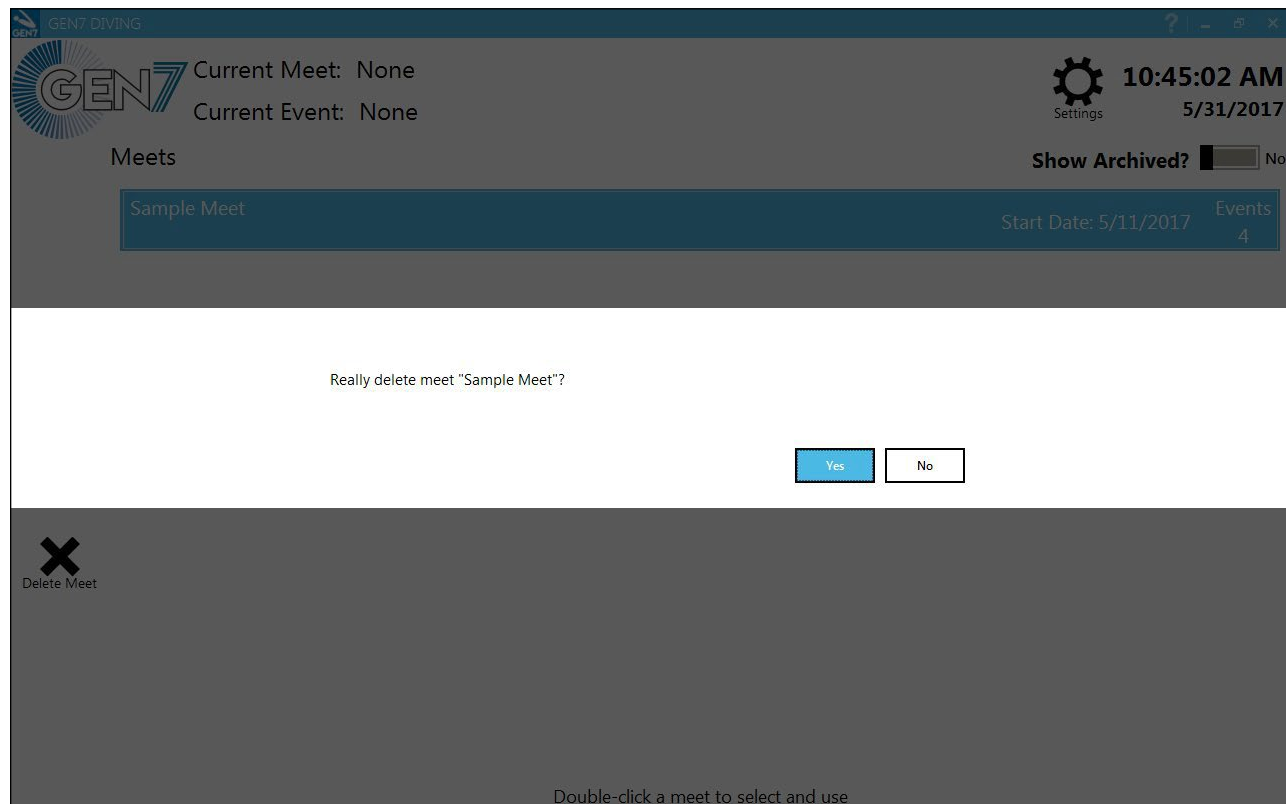 GEN7 GEN7 DIVING ?
GEN7 Current Meet: None
Current Event: None
Settings
10:45:02 AM
5/31/2017
Meets
Show Archived? No
Sample Meet
Start Date: 5/11/2017
Events
4
Really delete meet "Sample Meet"?
Yes No
Delete Meet
Double-click a meet to select and use